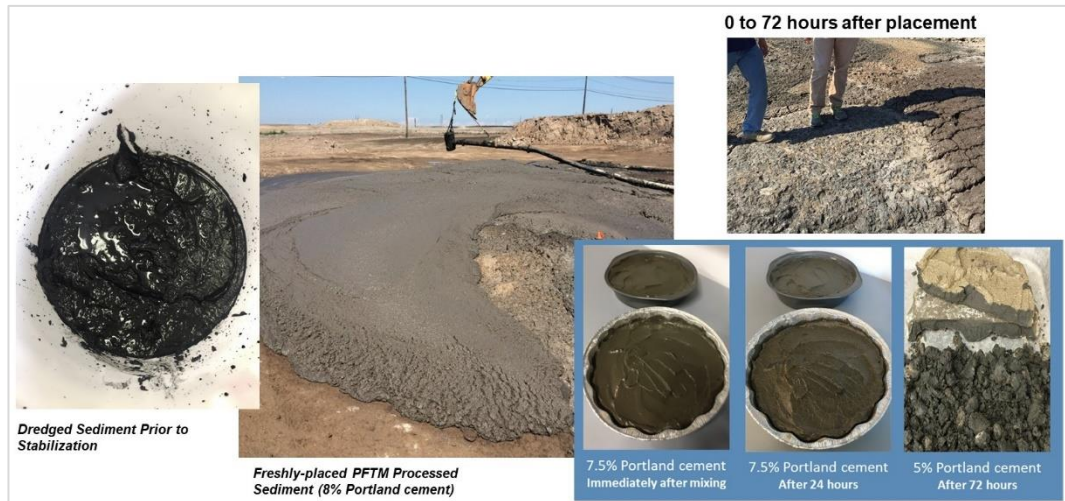 0 to 72 hours after placement
Dredged Sediment Prior to
Stabilization
Freshly-placed PFTM Processed
Sediment (8% Portland cement)
7.5% Portland cement
Immediately after mixing
7.5% Portland cement
After 24 hours
5% Portland cement
After 72 hours